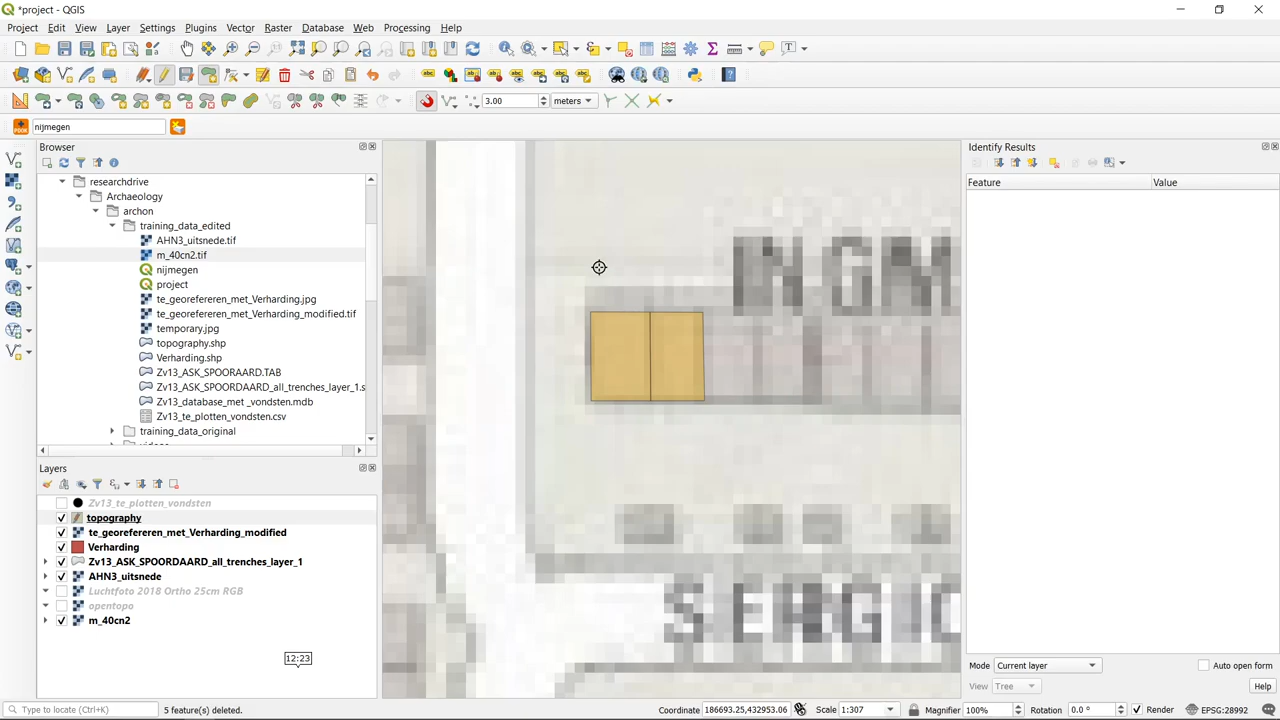 *project — QGIS
Project Edit View Layer Settings Plugins Vector Raster Database Web Processing Help
3.00 meters
nijmegen
Browser
researchdrive
Archaeology
archon
training_data_edited
AHN3_uitsnede.tif
m_40cn2.tif
nijmegen
project
te_georefereren_met_Verharding.jpg
te_georefereren_met_Verharding_modified.tif
temporary.jpg
topography.shp
Verharding.shp
Zv13_ASK_SPOORAARD.TAB
Zv13_ASK_SPOORDAARD_all_trenches_layer_1.s
Zv13_database_met _vondsten.mdb
Zv13_te_plotten_vondsten.csv
training_data_original
Layers
Zv13_te_plotten_vondsten
topography
te_georefereren_met_Verharding_modified
Verharding
Zv13_ASK_SPOORDAARD_all_trenches_layer_1
AHN3_uitsnede
Luchtfoto 2018 Ortho 25cm RGB
opentopo
m_40cn2
12:23
Identify Results
Feature Value
Mode Current layer Auto open form
View Tree Help
Type to locate (Ctrl+K) 5 feature(s) deleted. Coordinate 186693.25,432953.06 Scale 1:307 Magnifier 100% Rotation 0.0 ° Render EPSG:28992